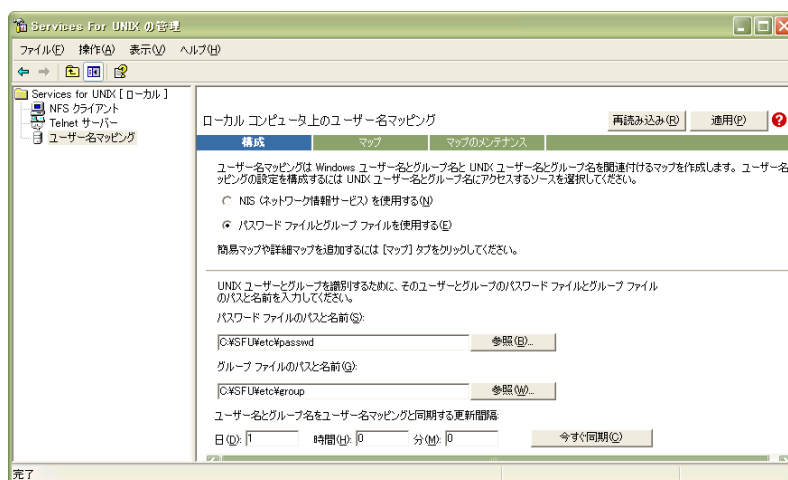 Services For UNIX の管理
ファイル(F) 操作(A) 表示(V) ヘルプ(H)
Services for UNIX [ ローカル ]
NFS クライアント
Telnet サーバー
ユーザー名マッピング
ローカル コンピュータ上のユーザー名マッピング
再読み込み(R) 適用(P)
構成 マップ マップのメンテナンス
ユーザー名マッピングは Windows ユーザー名とグループ名と UNIX ユーザー名とグループ名を関連付けるマップを作成します。 ユーザー名
ッピングの設定を構成するには UNIX ユーザー名とグループ名にアクセスするソースを選択してください。
NIS (ネットワーク情報サービス) を使用する(N)
パスワード ファイルとグループ ファイルを使用する(E)
簡易マップや詳細マップを追加するには [マップ] タブをクリックしてください。
UNIX ユーザーとグループを識別するために、そのユーザーとグループのパスワード ファイルとグループ ファイル
のパスと名前を入力してください。
パスワード ファイルのパスと名前(S):
C:¥SFU¥etc¥passwd 参照(B)...
グループ ファイルのパスと名前(G):
C:¥SFU¥etc¥group 参照(W)...
ユーザー名とグループ名をユーザー名マッピングと同期する更新間隔:
日(D): 1 時間(H): 0 分(M): 0 今すぐ同期(C)
完了